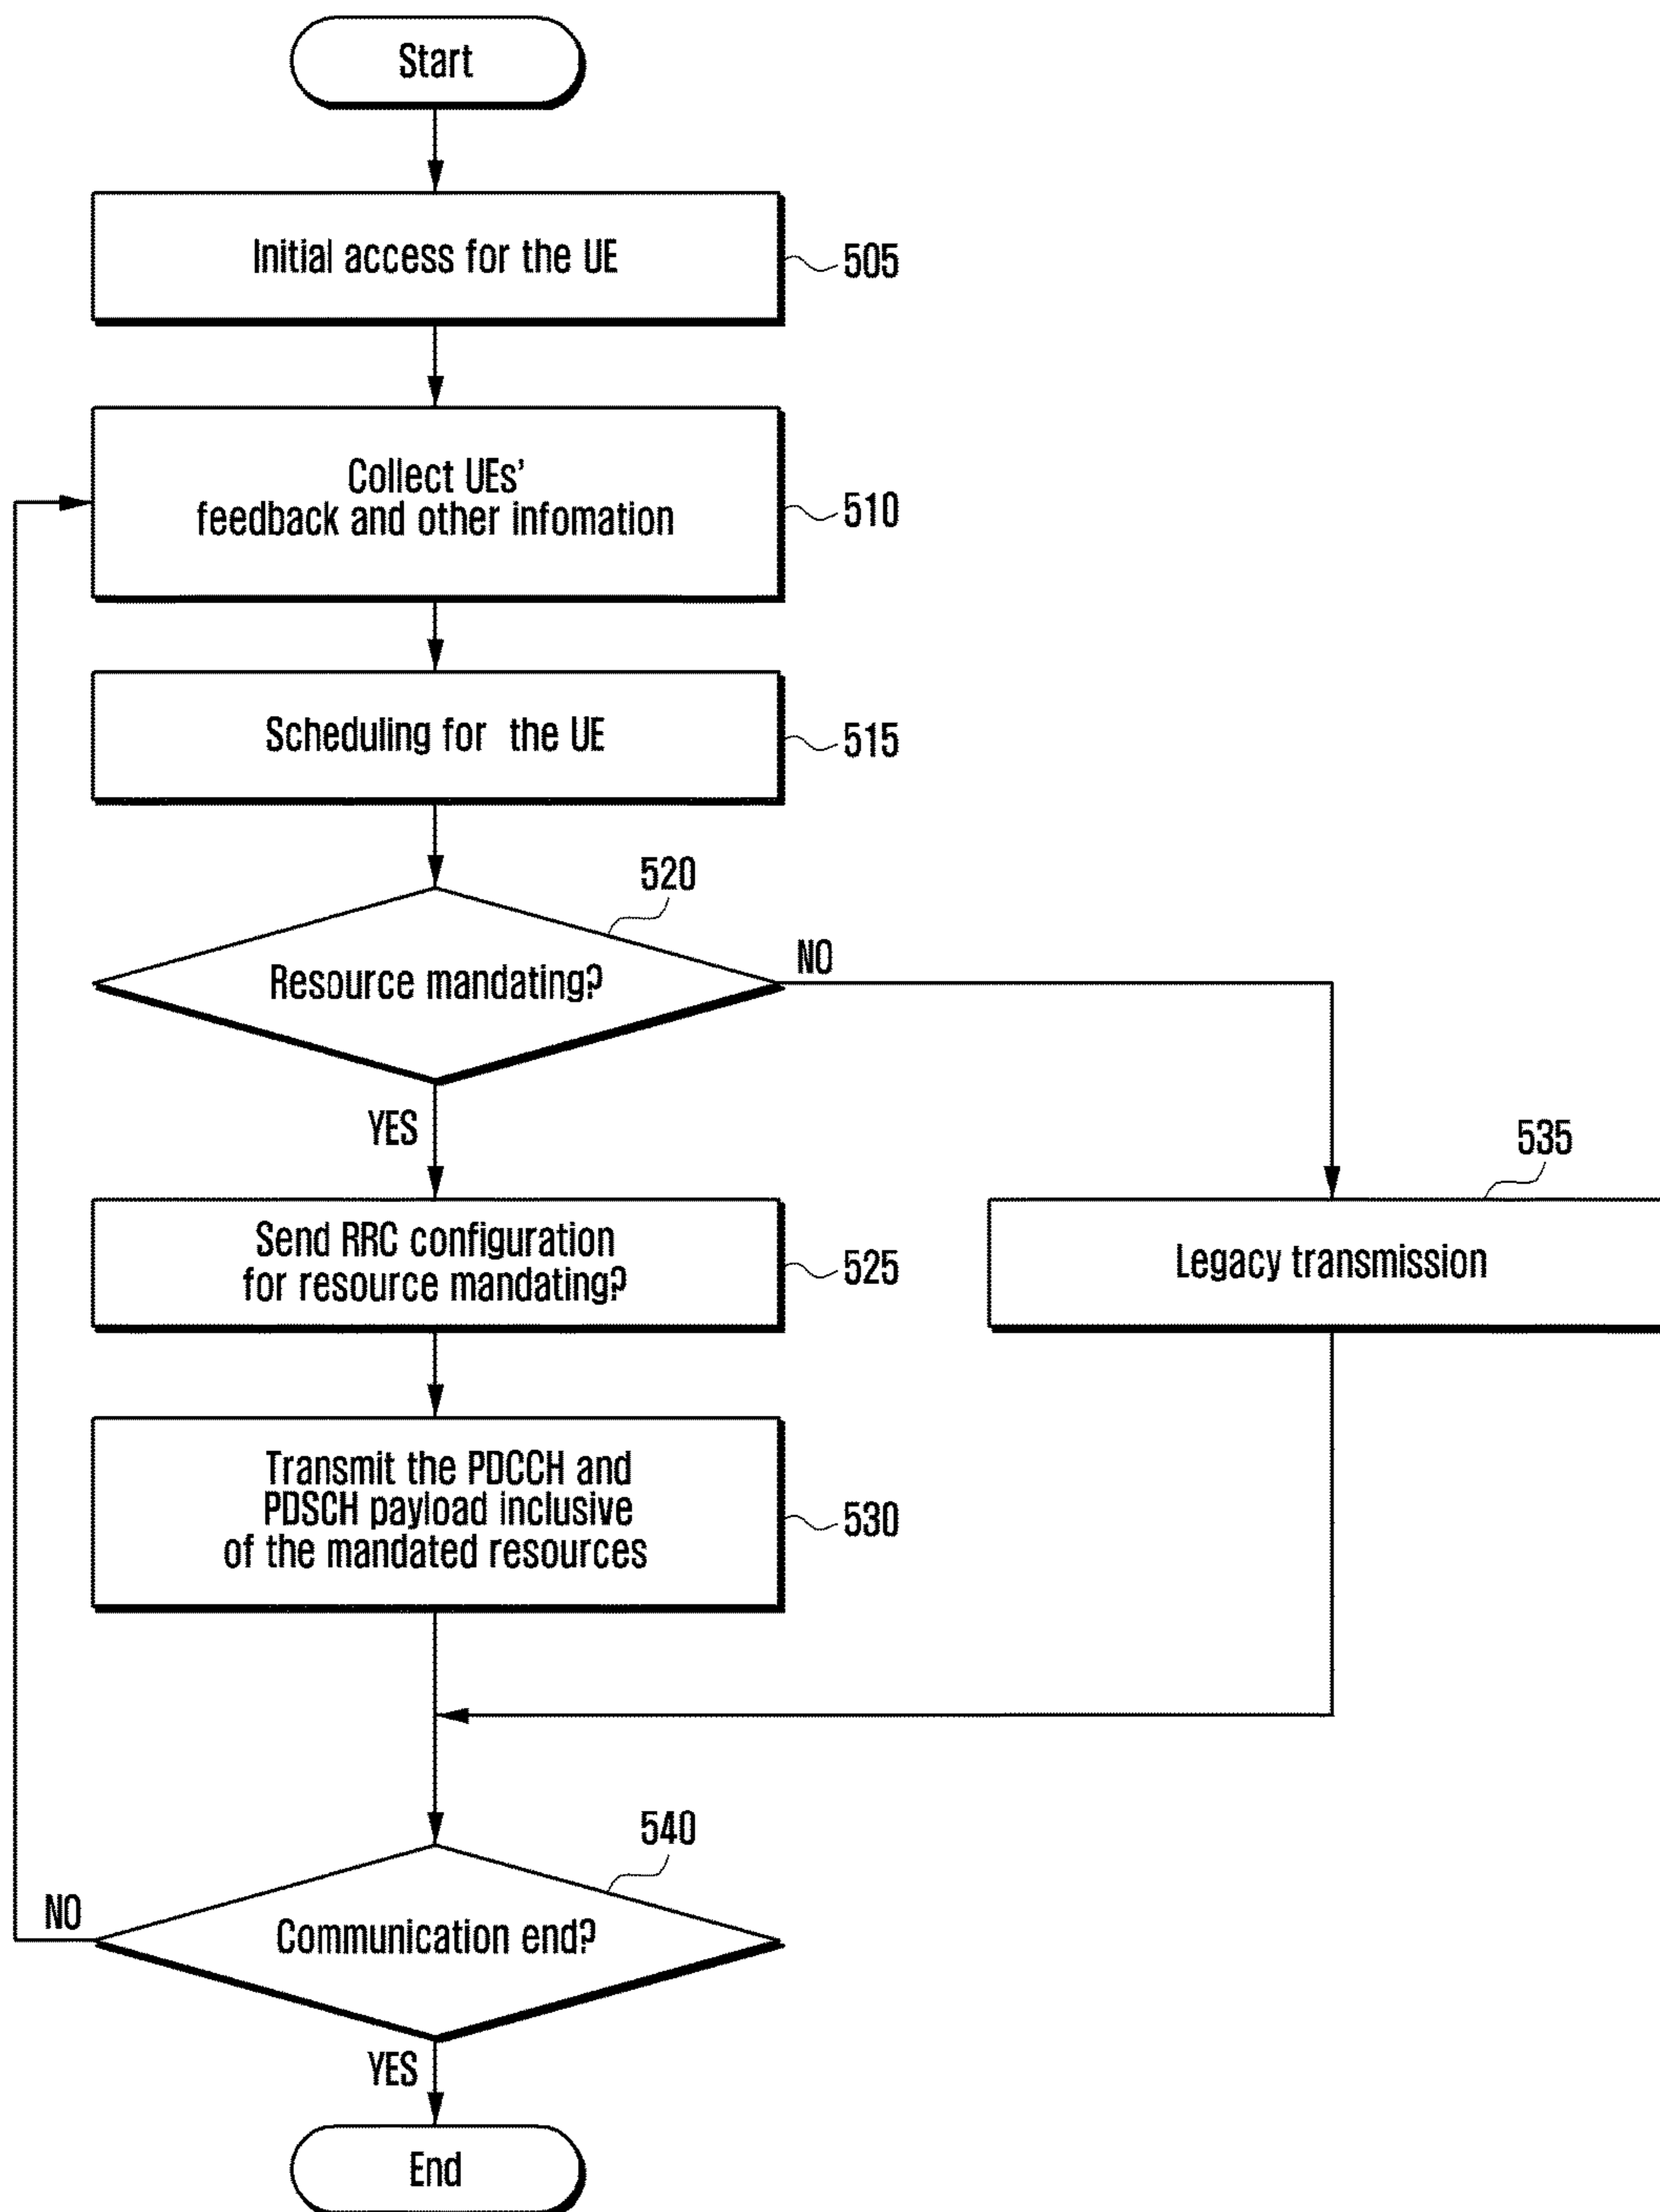 Start
Initial access for the UE
505
Collect UEs'
feedback and other infomation
510
Scheduling for the UE
515
520
Resource mandating?
NO
YES
535
Send RRC configuration
for resource mandating?
525
Legacy transmission
Transmit the PDCCH and
PDSCH payload inclusive
of the mandated resources
530
540
NO
Communication end?
YES
End